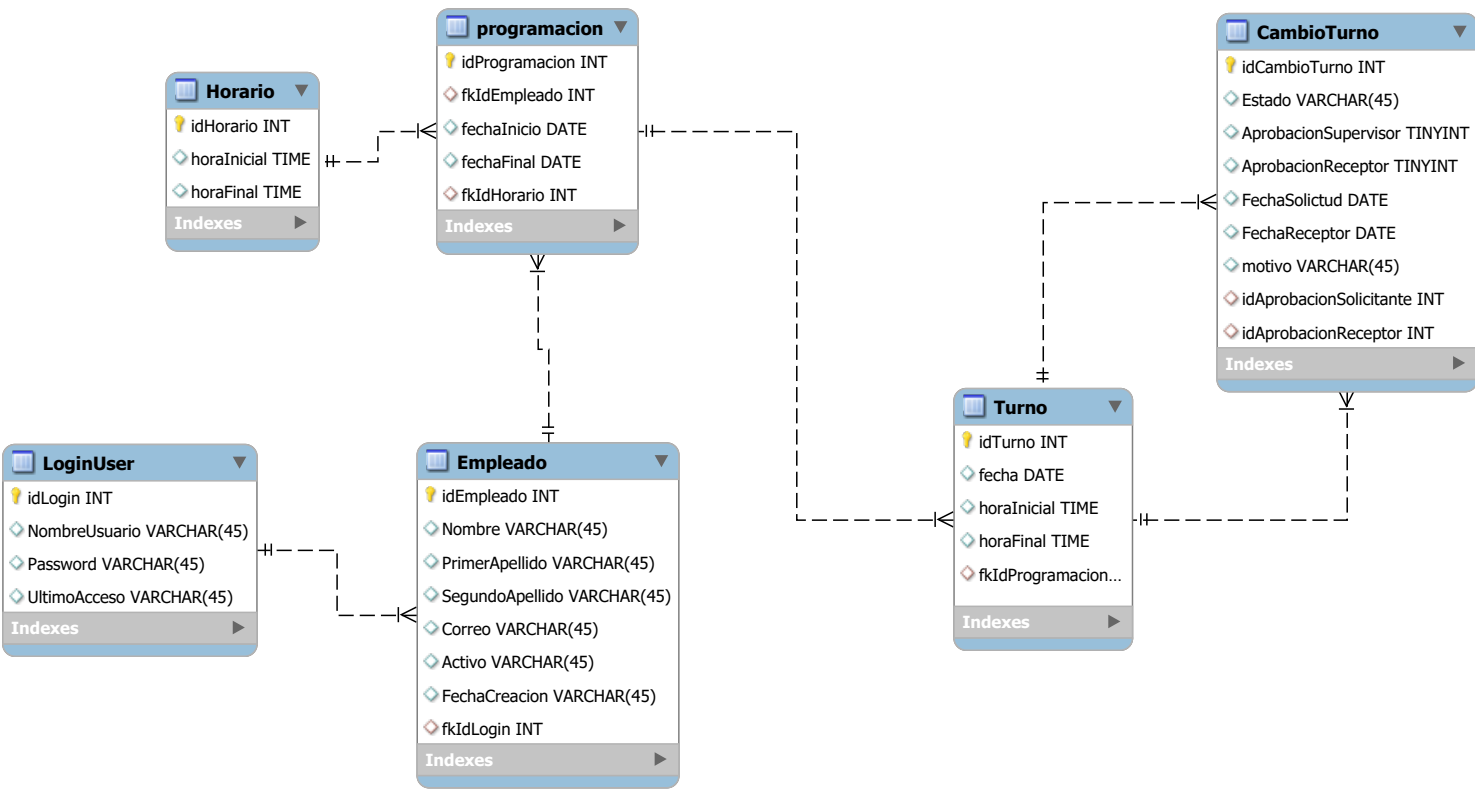 programacion
idProgramacion INT
fkIdEmpleado INT
fechaInicio DATE
fechaFinal DATE
fkIdHorario INT
Indexes
Horario
idHorario INT
horaInicial TIME
horaFinal TIME
Indexes
CambioTurno
idCambioTurno INT
Estado VARCHAR(45)
AprobacionSupervisor TINYINT
AprobacionReceptor TINYINT
FechaSolictud DATE
FechaReceptor DATE
motivo VARCHAR(45)
idAprobacionSolicitante INT
idAprobacionReceptor INT
Indexes
LoginUser
idLogin INT
NombreUsuario VARCHAR(45)
Password VARCHAR(45)
UltimoAcceso VARCHAR(45)
Indexes
Empleado
idEmpleado INT
Nombre VARCHAR(45)
PrimerApellido VARCHAR(45)
SegundoApellido VARCHAR(45)
Correo VARCHAR(45)
Activo VARCHAR(45)
FechaCreacion VARCHAR(45)
fkIdLogin INT
Indexes
Turno
idTurno INT
fecha DATE
horaInicial TIME
horaFinal TIME
fkIdProgramacion...
Indexes